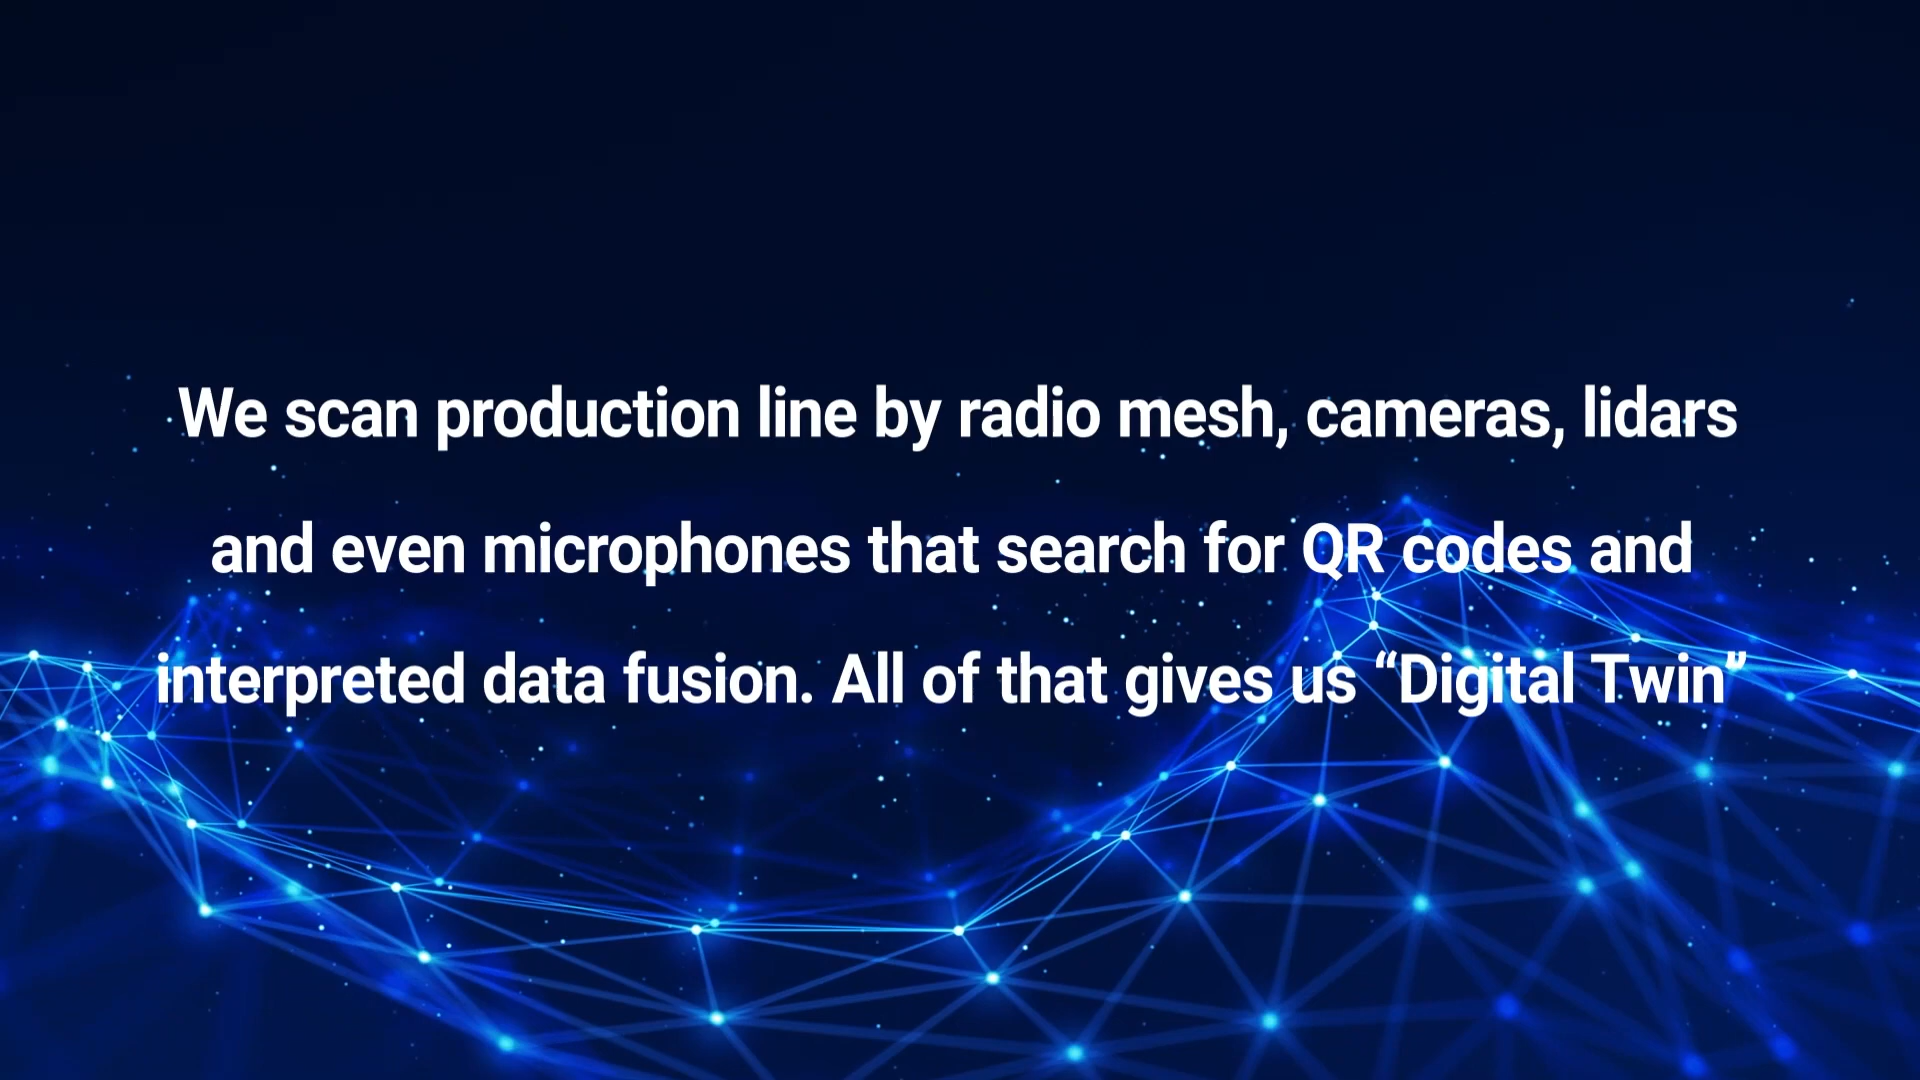 We scan production line by radio mesh, cameras, lidars
and even microphones that search for QR codes and
interpreted data fusion. All of that gives us “Digital Twin”